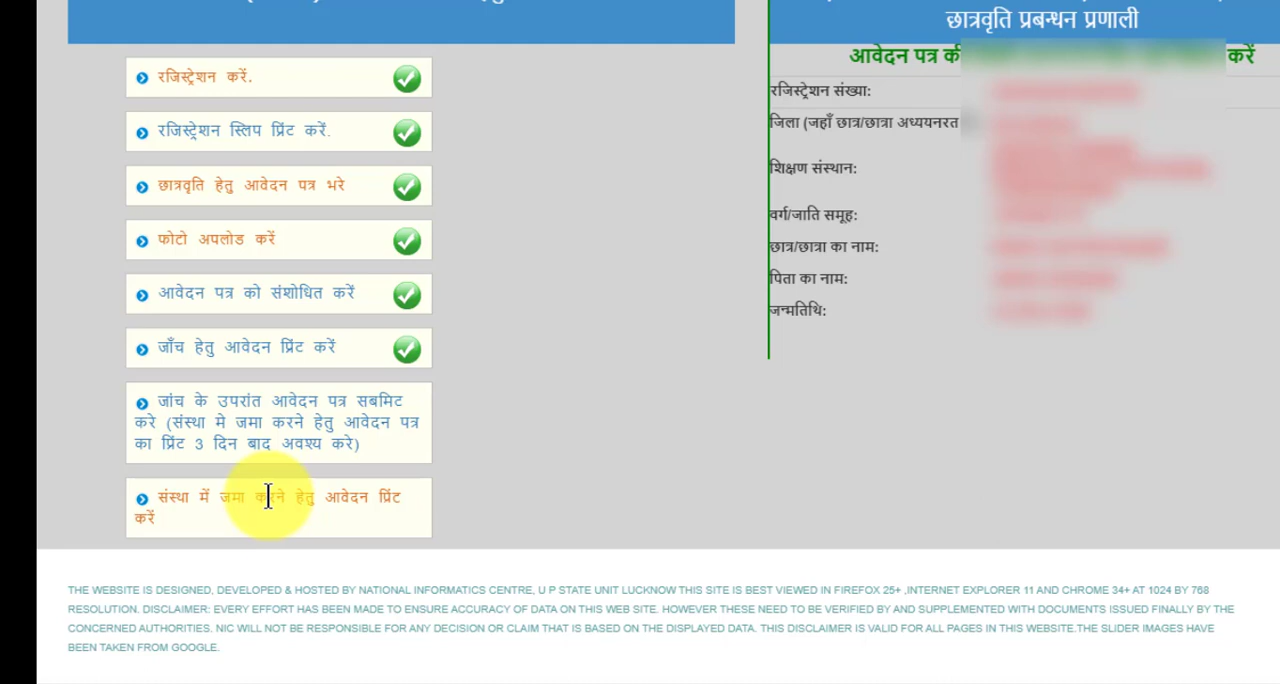 छात्रवृति प्रबन्धन प्रणाली
रजिस्ट्रेशन करें.
रजिस्ट्रेशन स्लिप प्रिंट करें.
छात्रवृति हेतु आवेदन पत्र भरे
फोटो अपलोड करें
आवेदन पत्र को संशोधित करें
जाँच हेतु आवेदन प्रिंट करें
जांच के उपरांत आवेदन पत्र सबमिट
करे (संस्था मे जमा करने हेतु आवेदन पत्र
का प्रिंट 3 दिन बाद अवश्य करे)
संस्था में जमा करने हेतु आवेदन प्रिंट
करें
आवेदन पत्र की करें
रजिस्ट्रेशन संख्या:
जिला (जहाँ छात्र/छात्रा अध्ययनरत
शिक्षण संस्थान:
वर्ग/जाति समूह:
छात्र/छात्रा का नाम:
पिता का नाम:
जन्मतिथि:
THE WEBSITE IS DESIGNED, DEVELOPED & HOSTED BY NATIONAL INFORMATICS CENTRE, U P STATE UNIT LUCKNOW THIS SITE IS BEST VIEWED IN FIREFOX 25+ ,INTERNET EXPLORER 11 AND CHROME 34+ AT 1024 BY 768
RESOLUTION. DISCLAIMER: EVERY EFFORT HAS BEEN MADE TO ENSURE ACCURACY OF DATA ON THIS WEB SITE. HOWEVER THESE NEED TO BE VERIFIED BY AND SUPPLEMENTED WITH DOCUMENTS ISSUED FINALLY BY THE
CONCERNED AUTHORITIES. NIC WILL NOT BE RESPONSIBLE FOR ANY DECISION OR CLAIM THAT IS BASED ON THE DISPLAYED DATA. THIS DISCLAIMER IS VALID FOR ALL PAGES IN THIS WEBSITE.THE SLIDER IMAGES HAVE
BEEN TAKEN FROM GOOGLE.